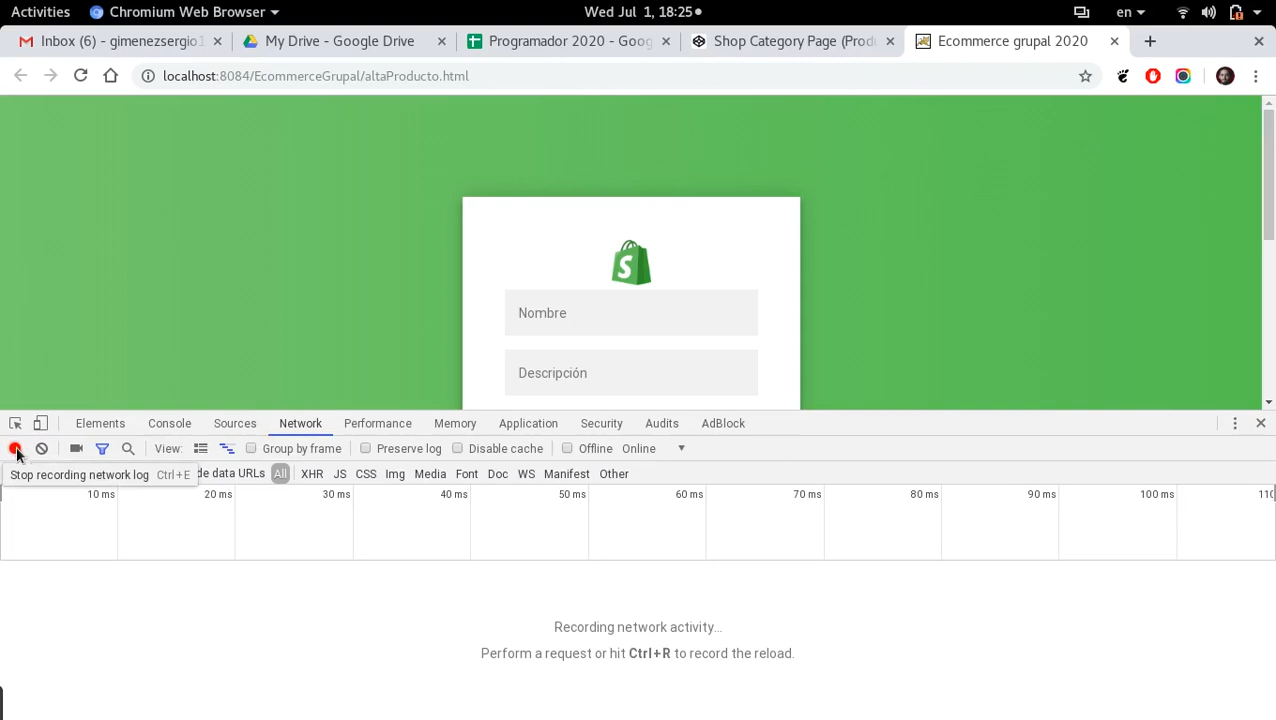 Activities Chromium Web Browser Wed Jul 1, 18:25 en
Inbox (6) - gimenezsergio1 My Drive - Google Drive Programador 2020 - Goog Shop Category Page (Produ Ecommerce grupal 2020
localhost:8084/EcommerceGrupal/altaProducto.html
S
Nombre
Descripción
Elements Console Sources Network Performance Memory Application Security Audits AdBlock
View: Group by frame Preserve log Disable cache Offline Online
Stop recording network log Ctrl+E de data URLs All XHR JS CSS Img Media Font Doc WS Manifest Other
10 ms 20 ms 30 ms 40 ms 50 ms 60 ms 70 ms 80 ms 90 ms 100 ms 110
Recording network activity...
Perform a request or hit Ctrl+R to record the reload.